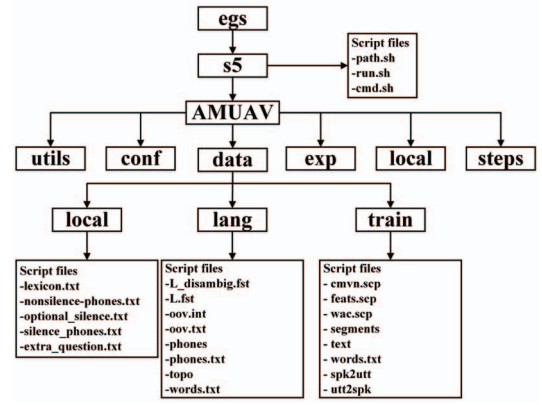 egs
s5
Script files
-path.sh
-run.sh
-cmd.sh
AMUAV
utils
conf
data
exp
local
steps
local
lang
train
Script files
-lexicon.txt
-nonsilence-phones.txt
-optional_silence.txt
-silence_phones.txt
-extra_question.txt
Script files
-L_disambig.fst
-L.fst
-oov.int
-oov.txt
-phones
-phones.txt
-topo
-words.txt
Script files
- cmvn.scp
- feats.scp
- wac.scp
- segments
- text
- words.txt
- spk2utt
- utt2spk